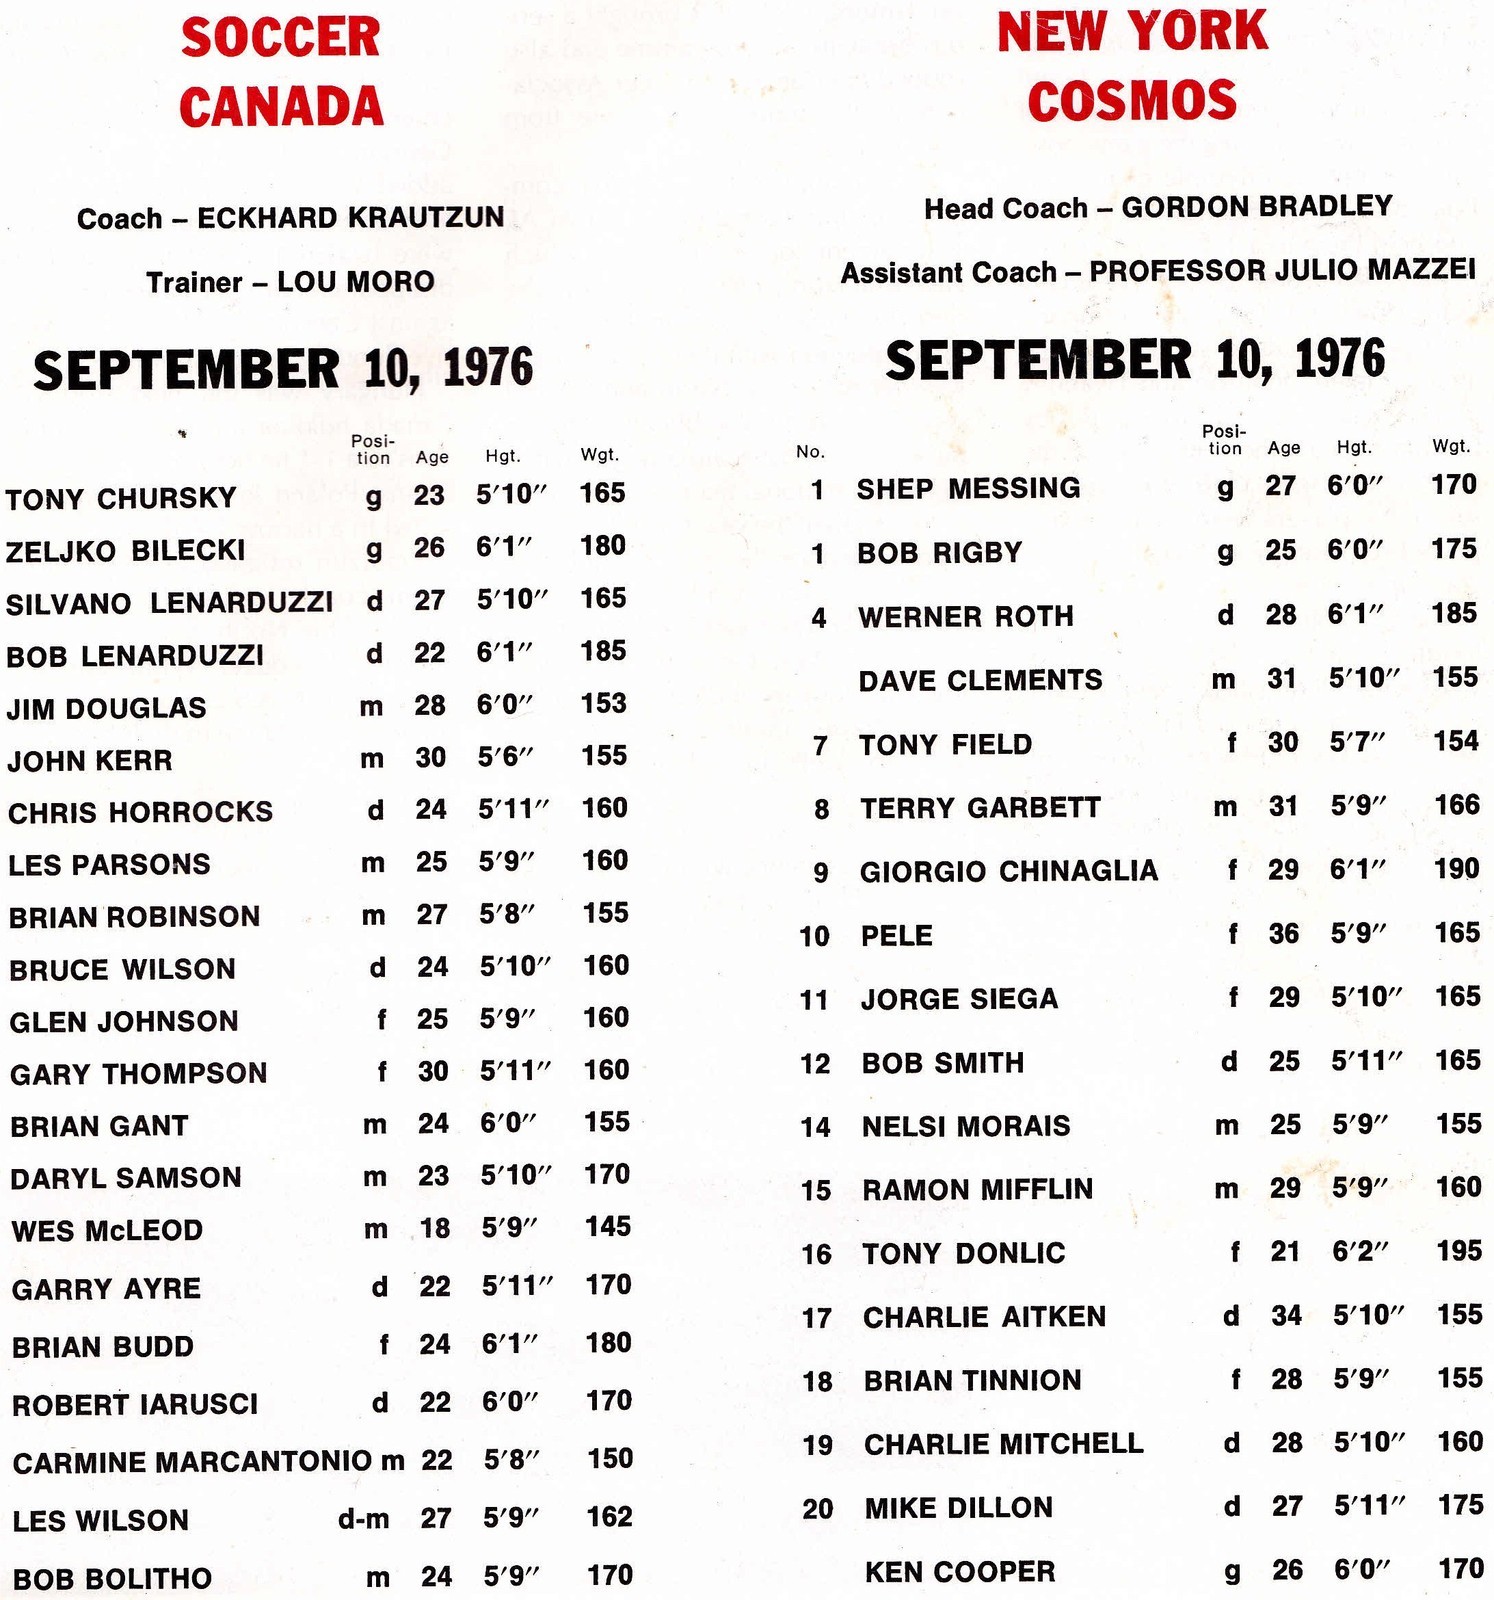 SOCCER
CANADA
Coach – ECKHARD KRAUTZUN
Trainer – LOU MORO
SEPTEMBER 10, 1976
Posi-
tion Age Hgt. Wgt.
TONY CHURSKY g 23 5'10" 165
ZELJKO BILECKI g 26 6'1" 180
SILVANO LENARDUZZI d 27 5'10" 165
BOB LENARDUZZI d 22 6'1" 185
JIM DOUGLAS m 28 6'0" 153
JOHN KERR m 30 5'6" 155
CHRIS HORROCKS d 24 5'11" 160
LES PARSONS m 25 5'9" 160
BRIAN ROBINSON m 27 5'8" 155
BRUCE WILSON d 24 5'10" 160
GLEN JOHNSON f 25 5'9" 160
GARY THOMPSON f 30 5'11" 160
BRIAN GANT m 24 6'0" 155
DARYL SAMSON m 23 5'10" 170
WES McLEOD m 18 5'9" 145
GARRY AYRE d 22 5'11" 170
BRIAN BUDD f 24 6'1" 180
ROBERT IARUSCI d 22 6'0" 170
CARMINE MARCANTONIO m 22 5'8" 150
LES WILSON d-m 27 5'9" 162
BOB BOLITHO m 24 5'9" 170
NEW YORK
COSMOS
Head Coach – GORDON BRADLEY
Assistant Coach – PROFESSOR JULIO MAZZEI
SEPTEMBER 10, 1976
Posi-
No. tion Age Hgt. Wgt.
1 SHEP MESSING g 27 6'0" 170
1 BOB RIGBY g 25 6'0" 175
4 WERNER ROTH d 28 6'1" 185
DAVE CLEMENTS m 31 5'10" 155
7 TONY FIELD f 30 5'7" 154
8 TERRY GARBETT m 31 5'9" 166
9 GIORGIO CHINAGLIA f 29 6'1" 190
10 PELE f 36 5'9" 165
11 JORGE SIEGA f 29 5'10" 165
12 BOB SMITH d 25 5'11" 165
14 NELSI MORAIS m 25 5'9" 155
15 RAMON MIFFLIN m 29 5'9" 160
16 TONY DONLIC f 21 6'2" 195
17 CHARLIE AITKEN d 34 5'10" 155
18 BRIAN TINNION f 28 5'9" 155
19 CHARLIE MITCHELL d 28 5'10" 160
20 MIKE DILLON d 27 5'11" 175
KEN COOPER g 26 6'0" 170